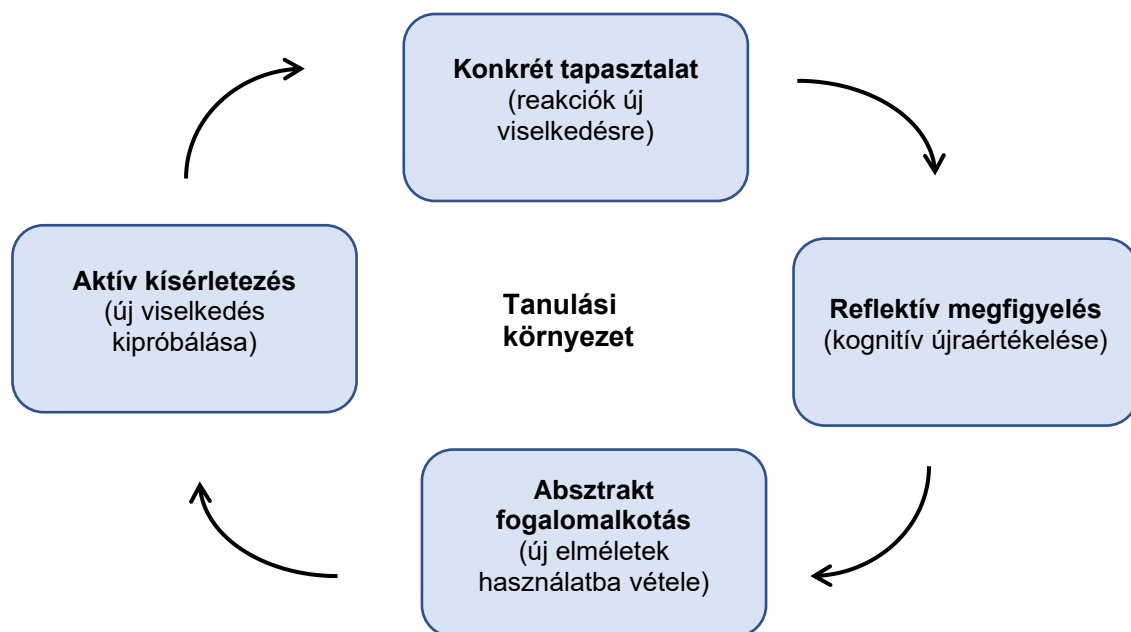 Konkrét tapasztalat
(reakciók új
viselkedésre)
Aktív kísérletezés
(új viselkedés
kipróbálása)
Tanulási
környezet
Reflektív megfigyelés
(kognitív újraértékelése)
Absztrakt
fogalomalkotás
(új elméletek
használatba vétele)